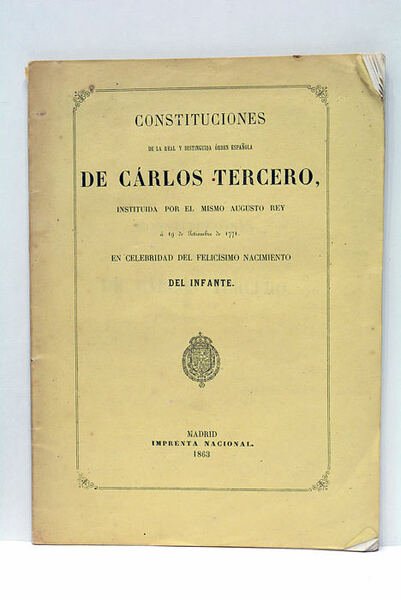 CONSTITUCIONES
DE LA REAL Y DISTINGUIDA ÓRDEN ESPAÑOLA
DE CÁRLOS TERCERO,
INSTITUIDA POR EL MISMO AUGUSTO REY
á 19 de Setiembre de 1771.
EN CELEBRIDAD DEL FELICÍSIMO NACIMIENTO
DEL INFANTE.
MADRID
IMPRENTA NACIONAL.
1863